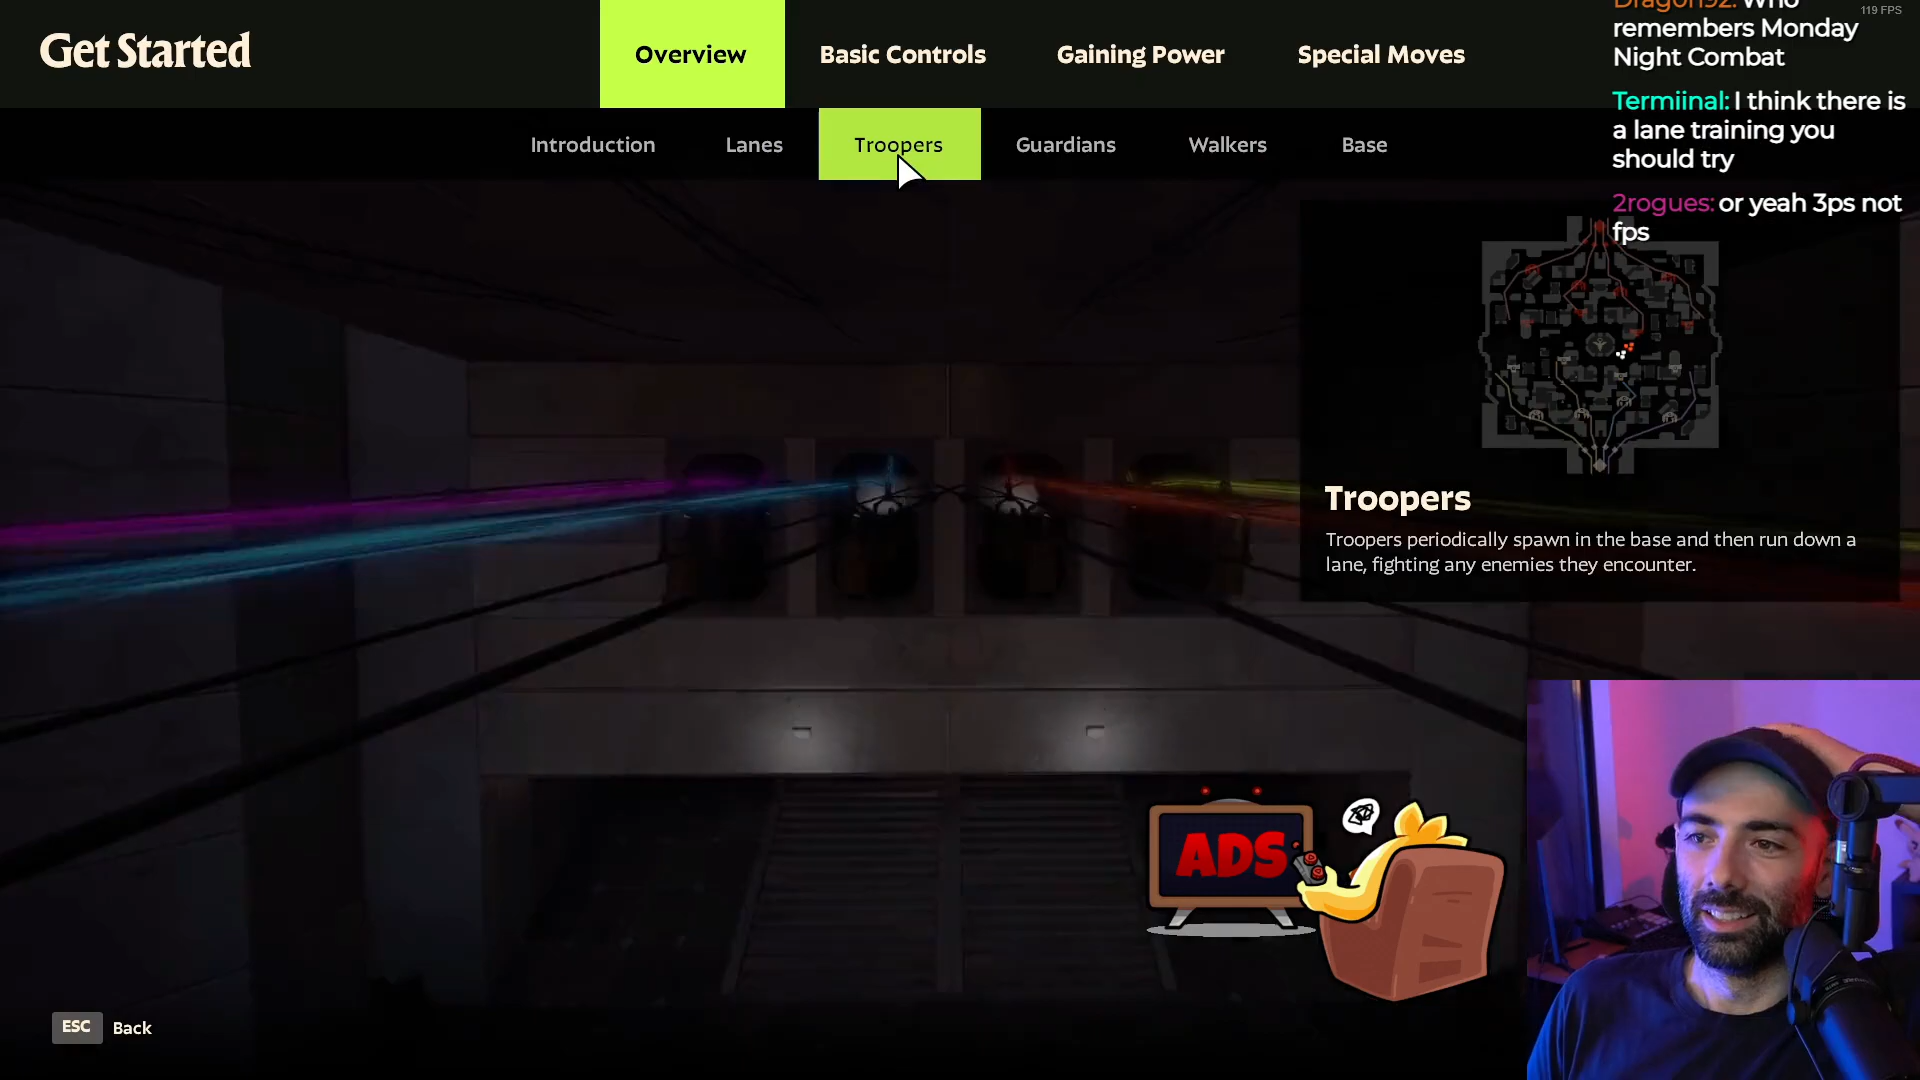 Get Started
Overview
Basic Controls
Gaining Power
Special Moves
119 FPS
Dragon92: Who
remembers Monday
Night Combat
Termiinal: I think there is
a lane training you
should try
2rogues: or yeah 3ps not
fps
Introduction
Lanes
Troopers
Guardians
Walkers
Base
Troopers
Troopers periodically spawn in the base and then run down a
lane, fighting any enemies they encounter.
ADS
ESC Back